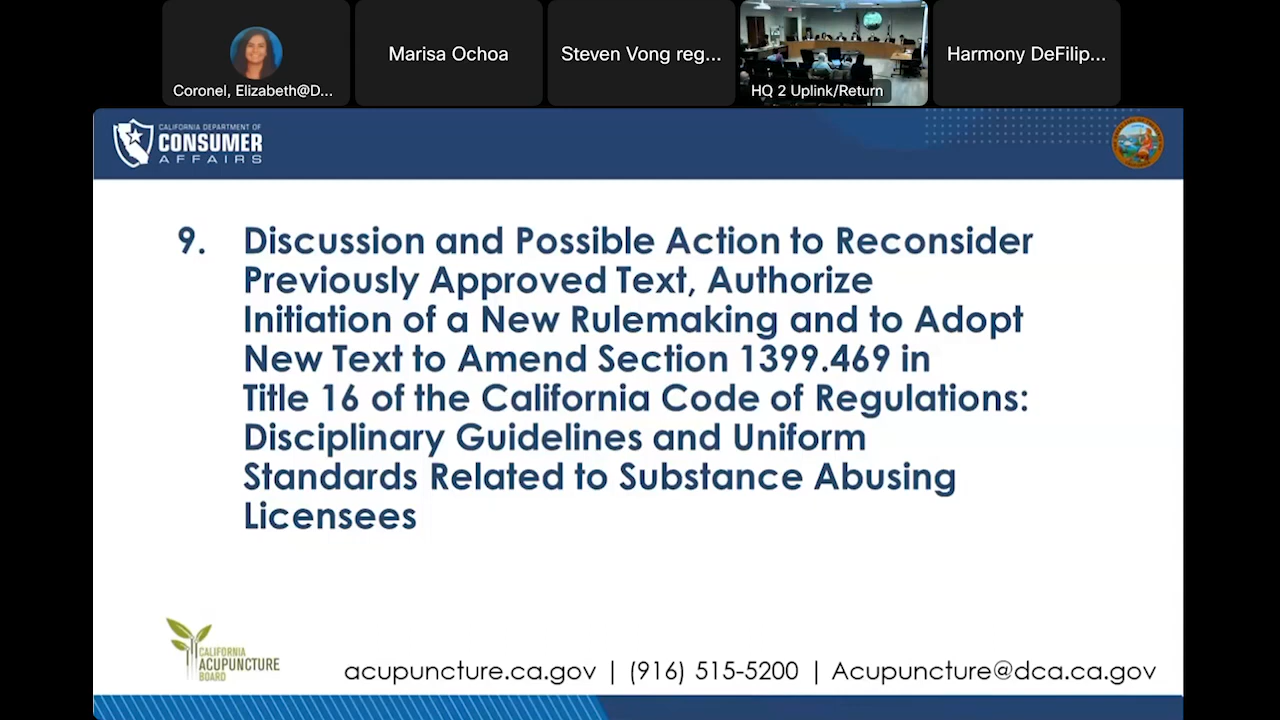 Coronel, Elizabeth@D...
Marisa Ochoa
Steven Vong reg...
HQ 2 Uplink/Return
Harmony DeFilip...
CALIFORNIA DEPARTMENT OF
CONSUMER
AFFAIRS
9. Discussion and Possible Action to Reconsider
Previously Approved Text, Authorize
Initiation of a New Rulemaking and to Adopt
New Text to Amend Section 1399.469 in
Title 16 of the California Code of Regulations:
Disciplinary Guidelines and Uniform
Standards Related to Substance Abusing
Licensees
CALIFORNIA
ACUPUNCTURE
BOARD
acupuncture.ca.gov | (916) 515-5200 | Acupuncture@dca.ca.gov